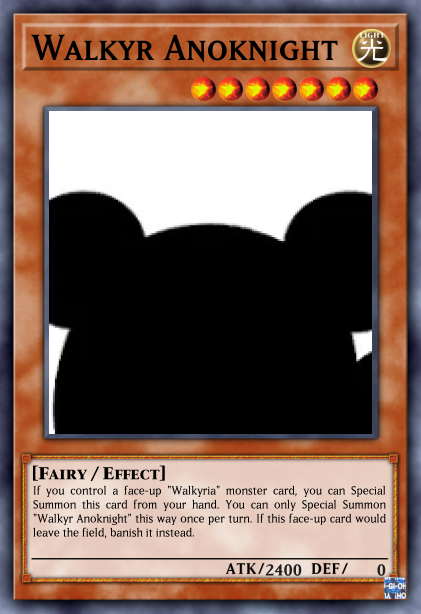 Walkyr Anoknight
LIGHT
光
[Fairy / Effect]
If you control a face-up "Walkyria" monster card, you can Special
Summon this card from your hand. You can only Special Summon
"Walkyr Anoknight" this way once per turn. If this face-up card would
leave the field, banish it instead.
ATK/2400 DEF/ 0